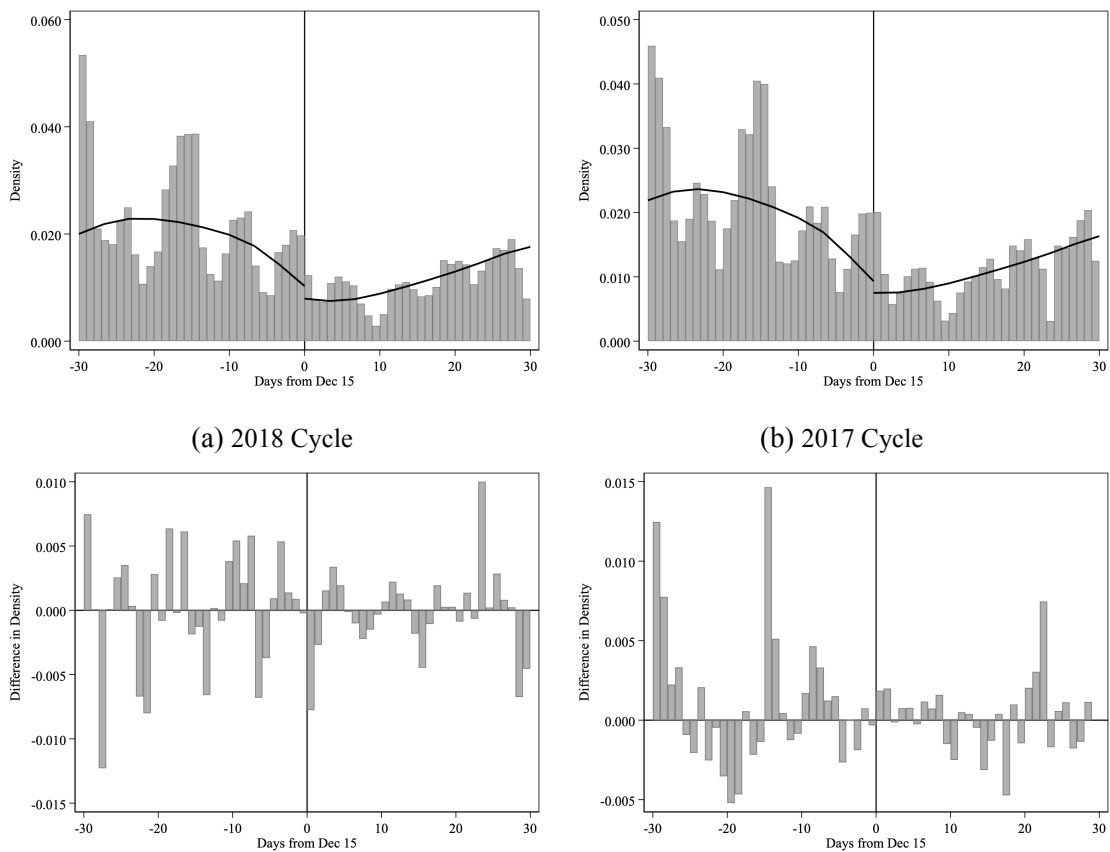 0.060
0.040
0.020
0.000
Density
-30 -20 -10 0 10 20 30
Days from Dec 15
(a) 2018 Cycle
0.050
0.040
0.030
0.020
0.010
0.000
Density
-30 -20 -10 0 10 20 30
Days from Dec 15
(b) 2017 Cycle
0.010
0.005
0.000
-0.005
-0.010
-0.015
Difference in Density
-30 -20 -10 0 10 20 30
Days from Dec 15
0.015
0.010
0.005
0.000
-0.005
Difference in Density
-30 -20 -10 0 10 20 30
Days from Dec 15